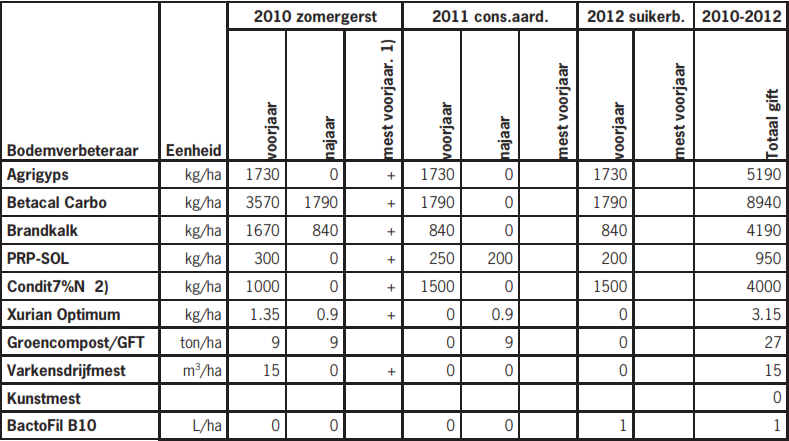 2010 zomergerst 2011 cons.aard. 2012 suikerb. 2010-2012
Bodemverbeteraar Eenheid voorjaar najaar mest voorjaar. 1) voorjaar najaar mest voorjaar voorjaar mest voorjaar Totaal gift
Agrigyps kg/ha 1730 0 + 1730 0 1730 5190
Betacal Carbo kg/ha 3570 1790 + 1790 0 1790 8940
Brandkalk kg/ha 1670 840 + 840 0 840 4190
PRP-SOL kg/ha 300 0 + 250 200 200 950
Condit7%N 2) kg/ha 1000 0 + 1500 0 1500 4000
Xurian Optimum kg/ha 1.35 0.9 + 0 0.9 0 3.15
Groencompost/GFT ton/ha 9 9 0 9 0 27
Varkensdrijfmest m³/ha 15 0 + 0 0 0 15
Kunstmest 0
BactoFil B10 L/ha 0 0 0 0 1 1